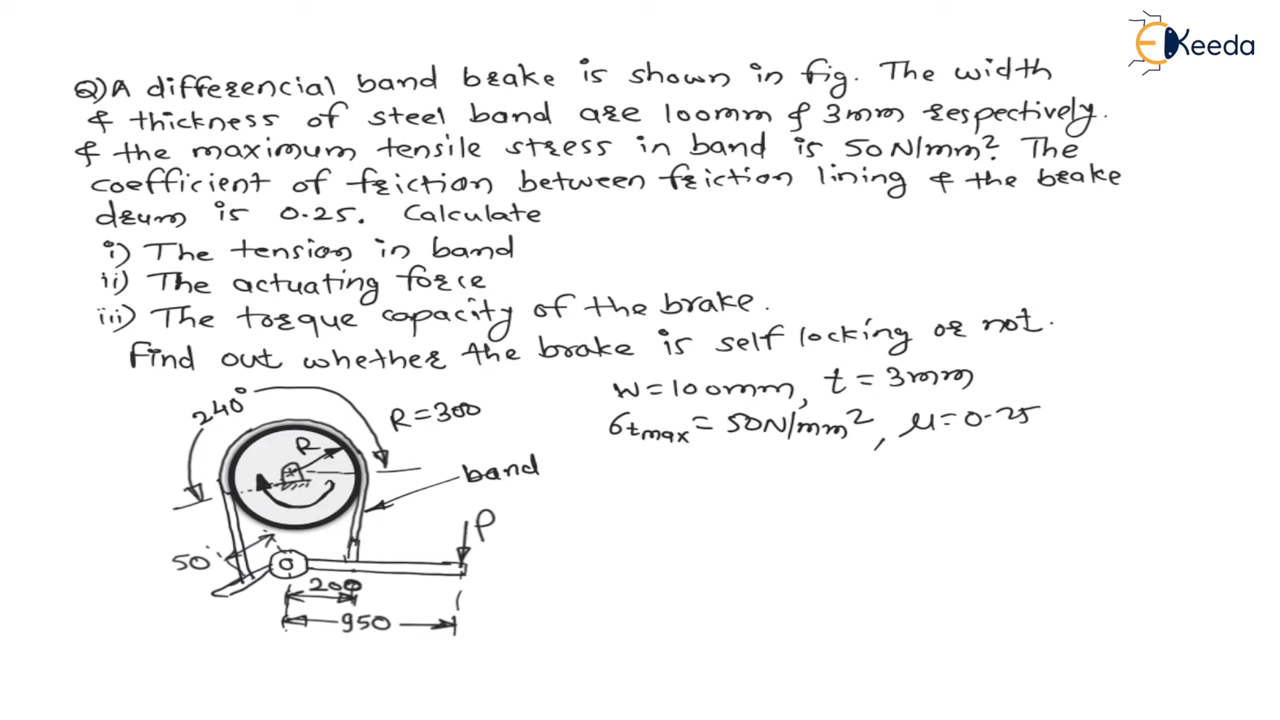 EKeeda
Q) A differencial band brake is shown in fig. The width
& thickness of steel band are 100mm & 3mm respectively.
& the maximum tensile stress in band is 50N/mm². The
coefficient of friction between friction lining & the brake
drum is 0.25. Calculate
i) The tension in band
ii) The actuating force
iii) The torque capacity of the brake.
Find out whether the brake is self locking or not.
W = 100mm, t = 3mm
σtmax = 50N/mm², μ = 0.25
240°
R = 300
R
band
P
50
200
950